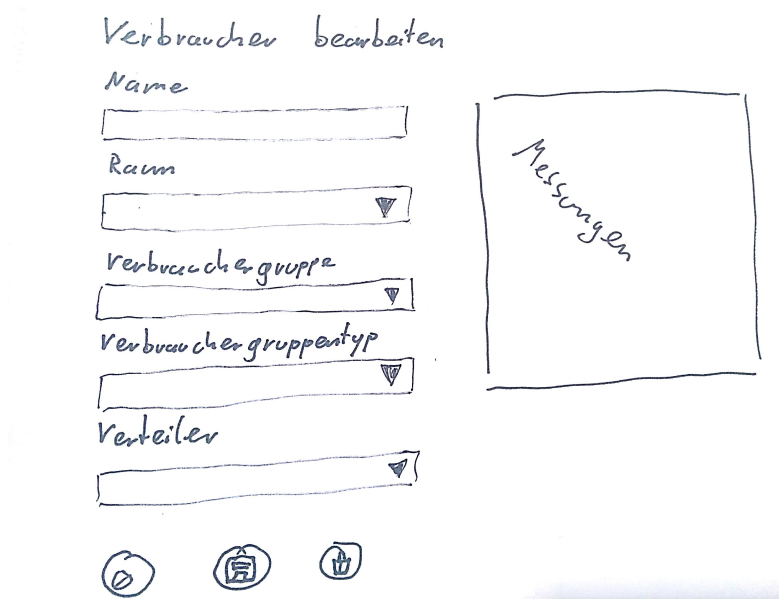 Verbraucher bearbeiten
Name
Raum
Verbrauchergruppe
Verbrauchergruppentyp
Verteiler
Messungen